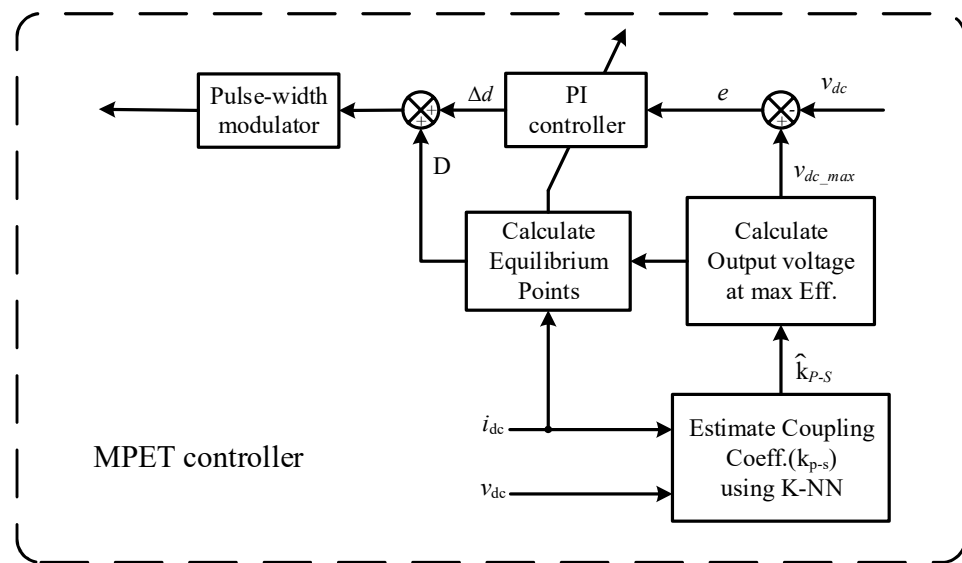 Pulse-width
modulator
+
+
Δd
PI
controller
e
-
+
v_dc
D
v_dc_max
Calculate
Equilibrium
Points
Calculate
Output voltage
at max Eff.
k̂_P-S
i_dc
Estimate Coupling
Coeff.(k_p-s)
using K-NN
v_dc
MPET controller